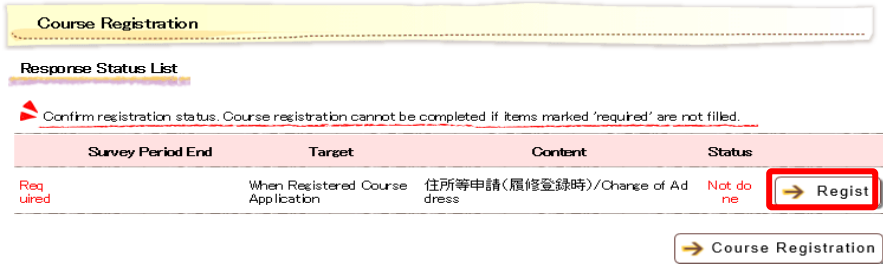 Course Registration
Response Status List
Confirm registration status. Course registration cannot be completed if items marked 'required' are not filled.
Survey Period End Target Content Status
Req When Registered Course 住所等申請(履修登録時)/Change of Ad Not do
uired Application dress ne
Regist
Course Registration